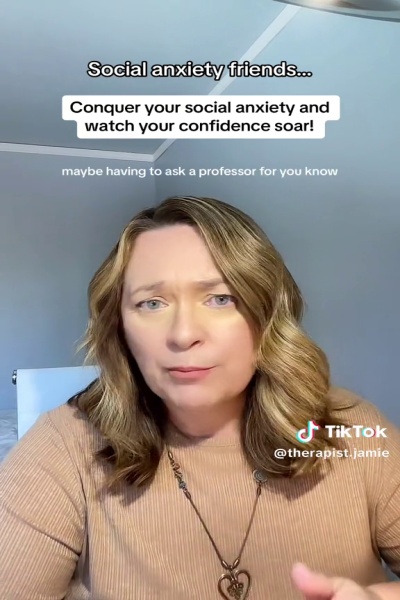 Social anxiety friends...
Conquer your social anxiety and
watch your confidence soar!
maybe having to ask a professor for you know
TikTok
@therapist.jamie